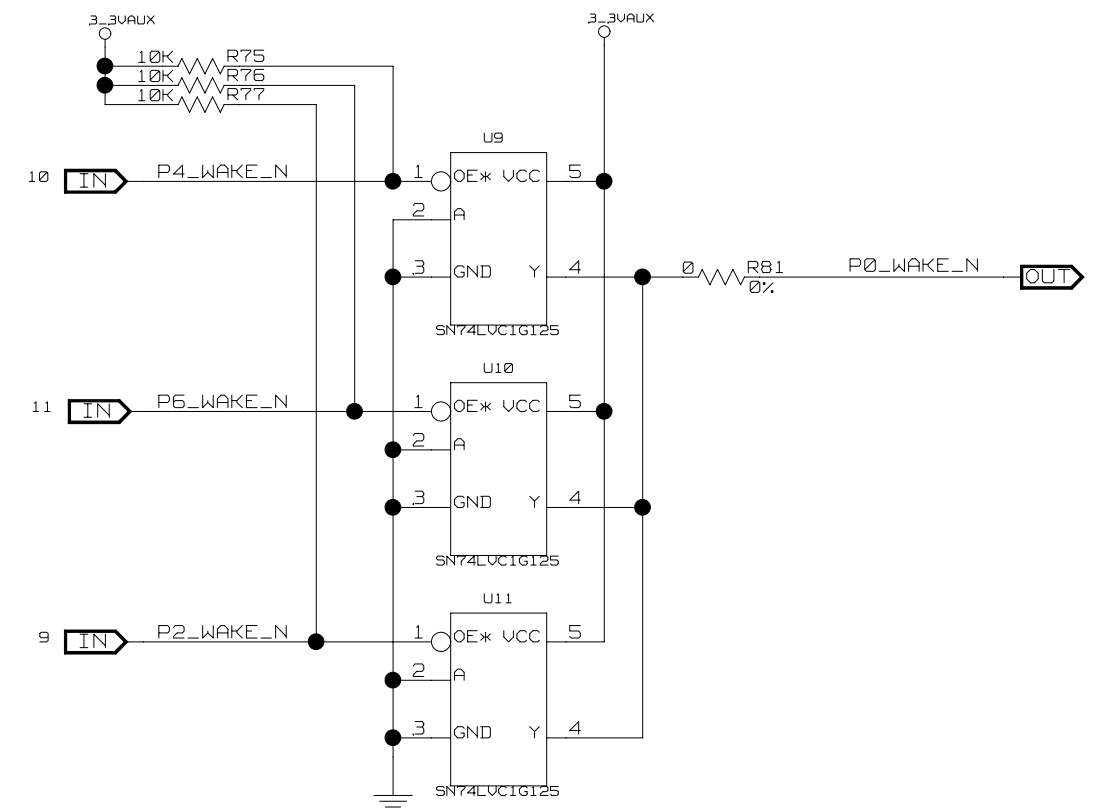 3_3VAUX 3_3VAUX
10K R75
10K R76
10K R77
U9
10 IN P4_WAKE_N 1 OE* VCC 5
2 A
3 GND Y 4 0 R81 P0_WAKE_N OUT
0%
SN74LVC1G125
U10
11 IN P6_WAKE_N 1 OE* VCC 5
2 A
3 GND Y 4
SN74LVC1G125
U11
9 IN P2_WAKE_N 1 OE* VCC 5
2 A
3 GND Y 4
SN74LVC1G125